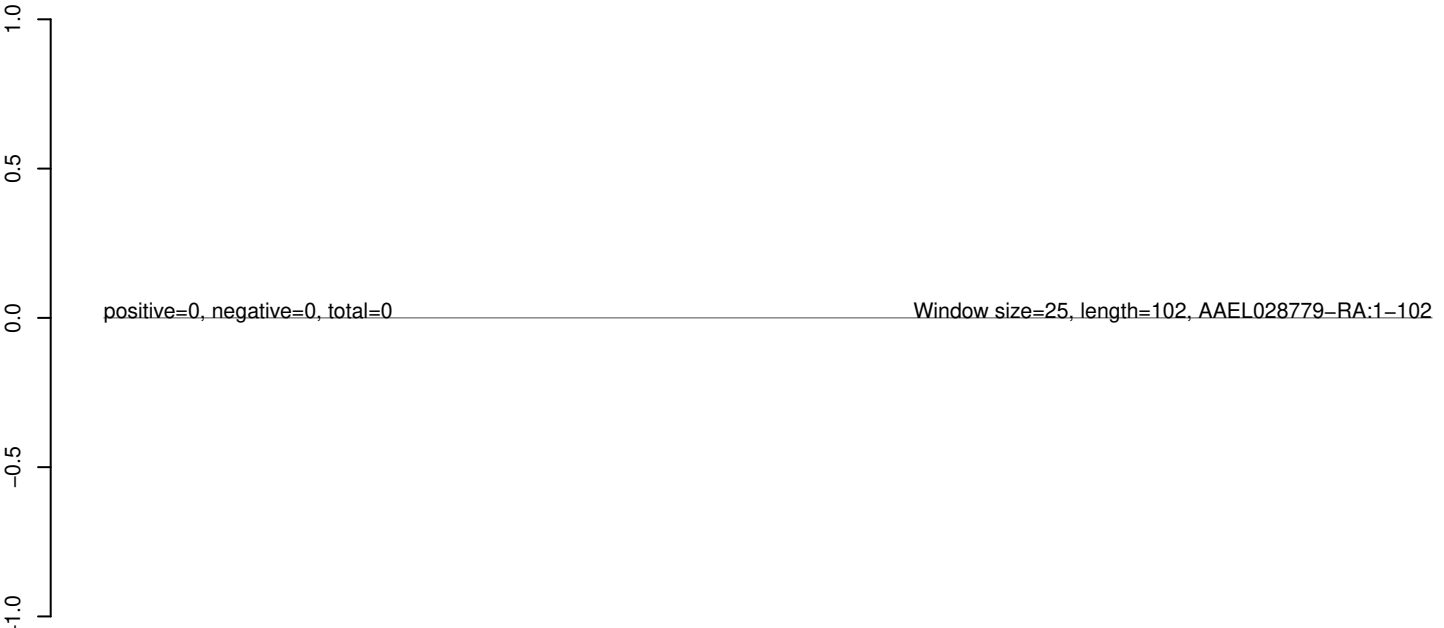 1.0
0.5
0.0
−0.5
−1.0
positive=0, negative=0, total=0
Window size=25, length=102, AAEL028779−RA:1−102